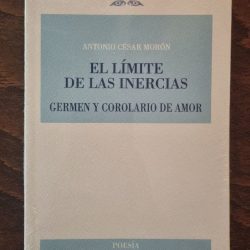 ANTONIO CÉSAR MORÓN
EL LÍMITE
DE LAS INERCIAS
GERMEN Y COROLARIO DE AMOR
POESÍA